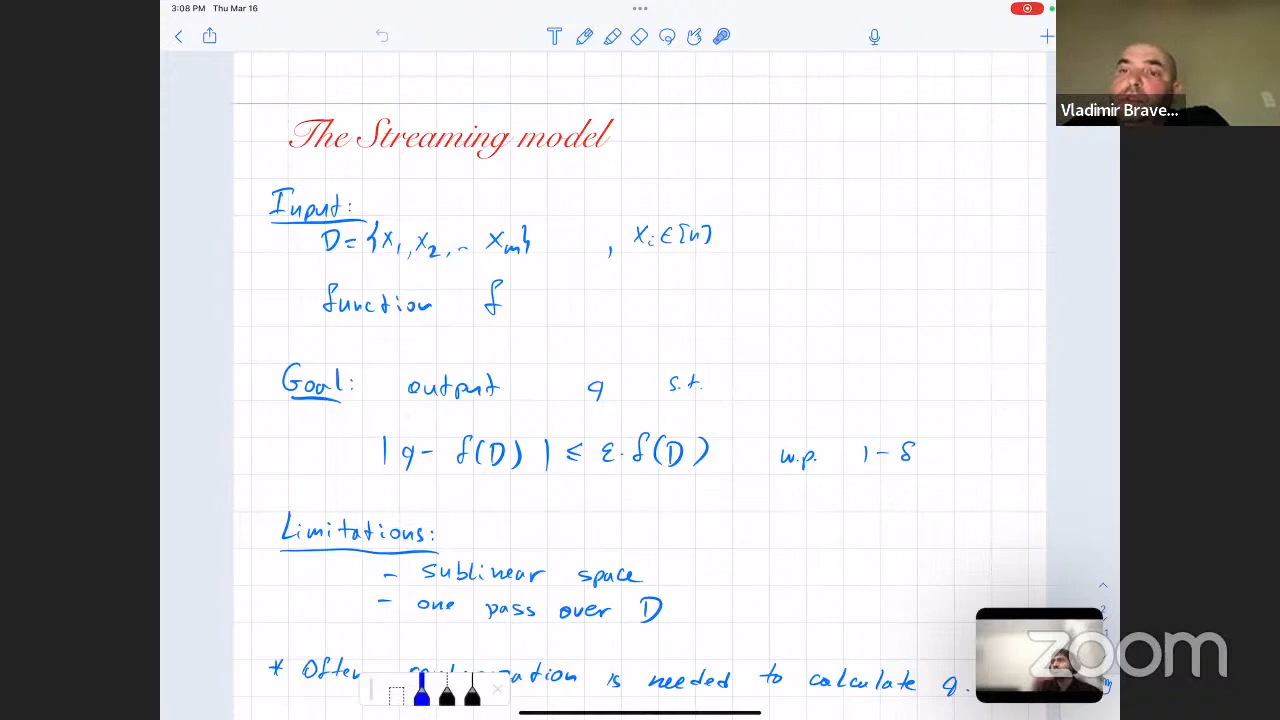 3:08 PM Thu Mar 16
Vladimir Brave...
The Streaming model
Input:
D = {x₁, x₂, .. xₘ} , xᵢ ∈ [n]
function f
Goal: output q s.t.
| q - f(D) | ≤ ε · f(D) w.p. 1 - δ
Limitations:
- sublinear space
- one pass over D
* Often is needed to calculate q.
zoom